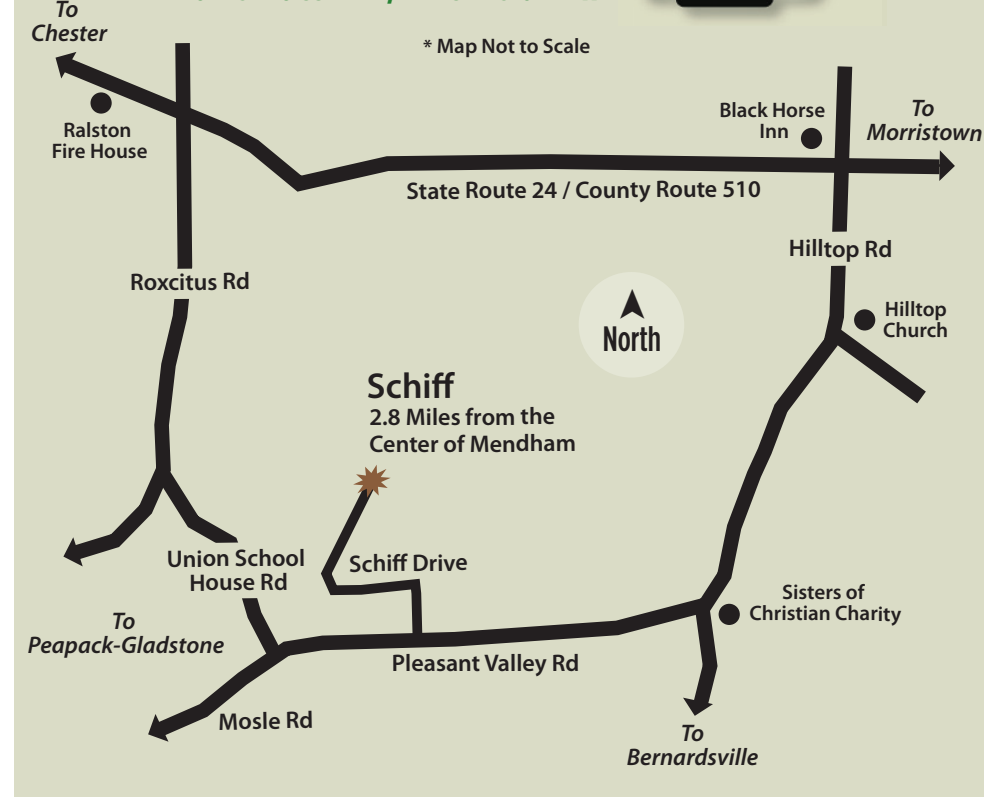 To
Chester
* Map Not to Scale
Ralston
Fire House
Black Horse
Inn
To
Morristown
State Route 24 / County Route 510
Hilltop Rd
Roxcitus Rd
Hilltop
Church
North
Schiff
2.8 Miles from the
Center of Mendham
Union School
House Rd
Schiff Drive
Sisters of
Christian Charity
To
Peapack-Gladstone
Pleasant Valley Rd
Mosle Rd
To
Bernardsville